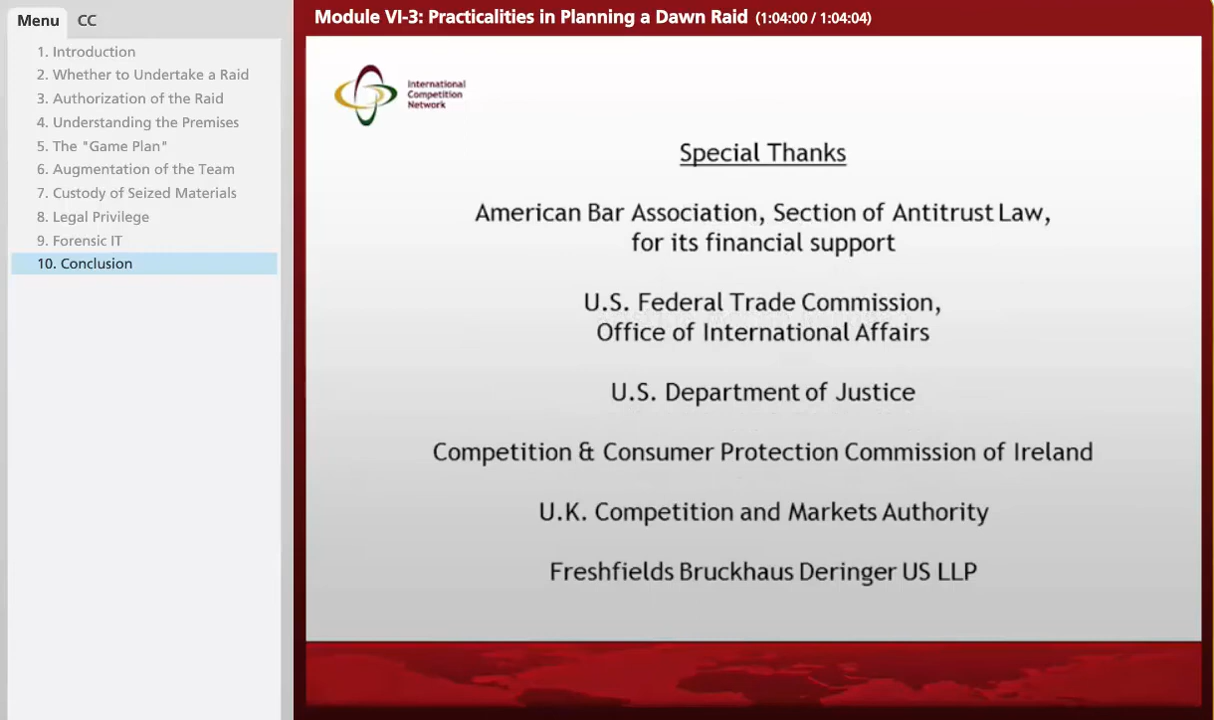 Menu CC
1. Introduction
2. Whether to Undertake a Raid
3. Authorization of the Raid
4. Understanding the Premises
5. The "Game Plan"
6. Augmentation of the Team
7. Custody of Seized Materials
8. Legal Privilege
9. Forensic IT
10. Conclusion
Module VI-3: Practicalities in Planning a Dawn Raid (1:04:00 / 1:04:04)
International
Competition
Network
Special Thanks
American Bar Association, Section of Antitrust Law,
for its financial support
U.S. Federal Trade Commission,
Office of International Affairs
U.S. Department of Justice
Competition & Consumer Protection Commission of Ireland
U.K. Competition and Markets Authority
Freshfields Bruckhaus Deringer US LLP